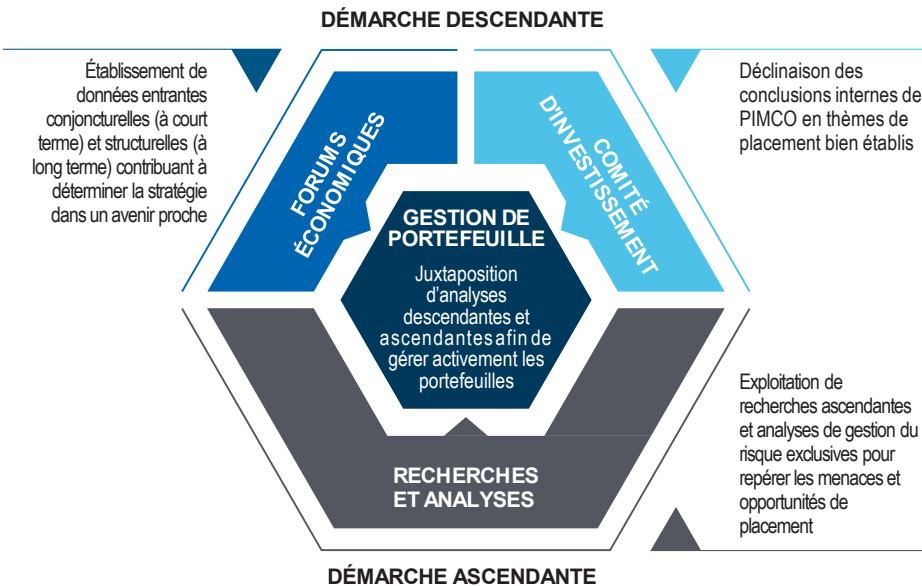 DÉMARCHE DESCENDANTE
Établissement de
données entrantes
conjoncturelles (à court
terme) et structurelles (à
long terme) contribuant à
déterminer la stratégie
dans un avenir proche
FORUMS
ÉCONOMIQUES
COMITÉ
D'INVESTISSEMENT
Déclinaison des
conclusions internes de
PIMCO en thèmes de
placement bien établis
GESTION DE
PORTEFEUILLE
Juxtaposition
d’analyses
descendantes et
ascendantes afin de
gérer activement les
portefeuilles
Exploitation de
recherches ascendantes
et analyses de gestion du
risque exclusives pour
repérer les menaces et
opportunités de
placement
RECHERCHES
ET ANALYSES
DÉMARCHE ASCENDANTE